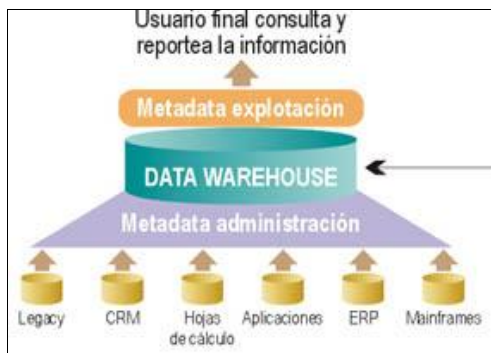 Usuario final consulta y
reportea la información
Metadata explotación
DATA WAREHOUSE
Metadata administración
Legacy
CRM
Hojas
de cálculo
Aplicaciones
ERP
Mainframes